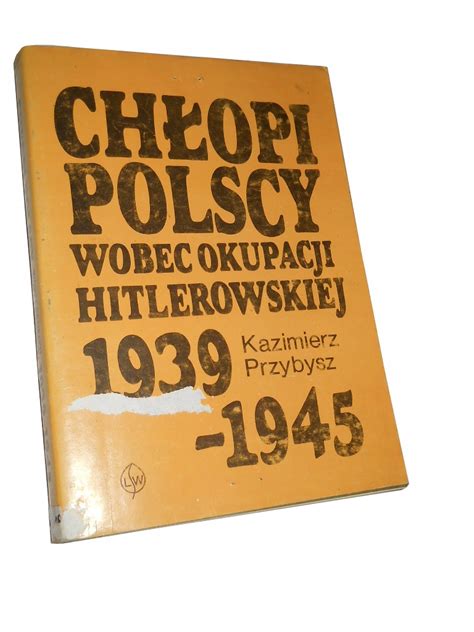 CHŁOPI
POLSCY
WOBEC OKUPACJI
HITLEROWSKIEJ
1939
Kazimierz
Przybysz
-1945
LSW